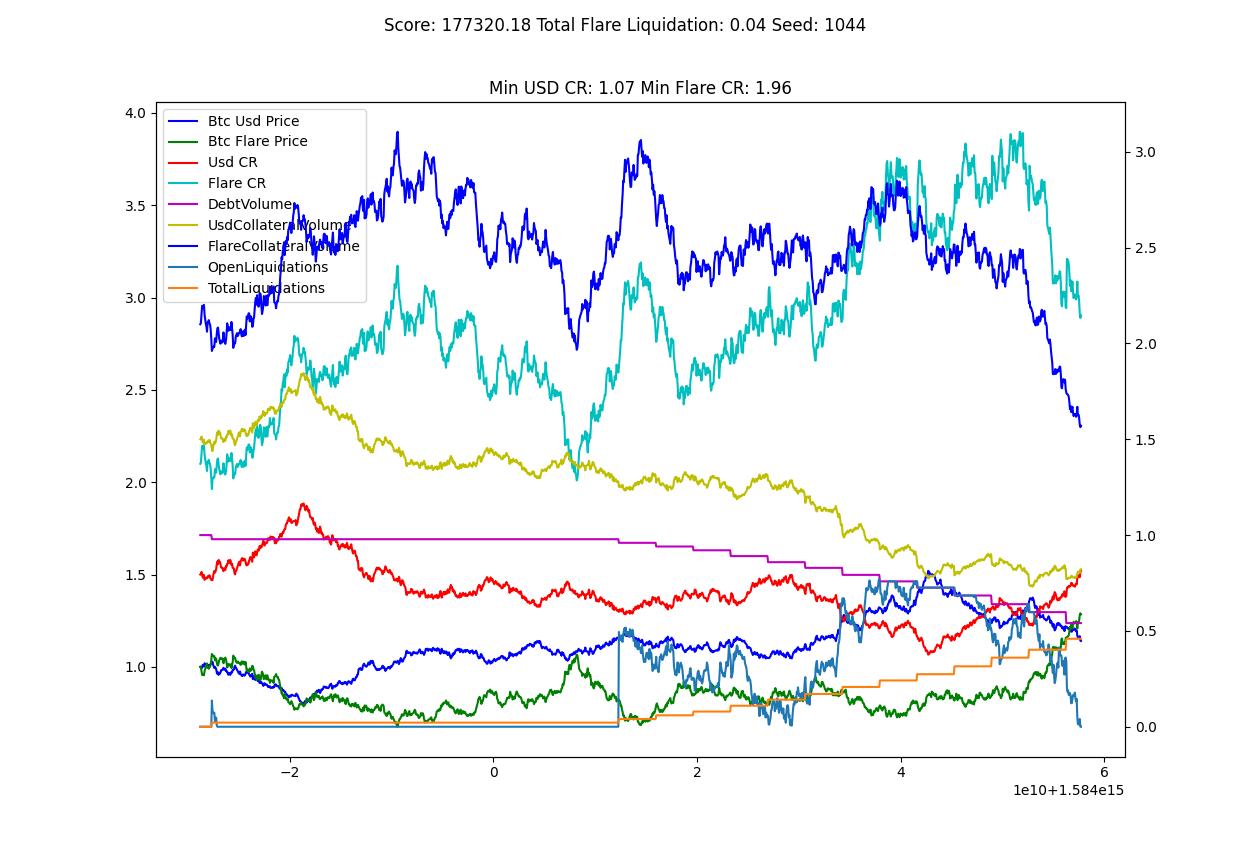 Score: 177320.18 Total Flare Liquidation: 0.04 Seed: 1044
Min USD CR: 1.07 Min Flare CR: 1.96
Btc Usd Price
Btc Flare Price
Usd CR
Flare CR
DebtVolume
UsdCollateralVolume
FlareCollateralVolume
OpenLiquidations
TotalLiquidations
4.0
3.5
3.0
2.5
2.0
1.5
1.0
3.0
2.5
2.0
1.5
1.0
0.5
0.0
−2 0 2 4 6
1e10+1.584e15